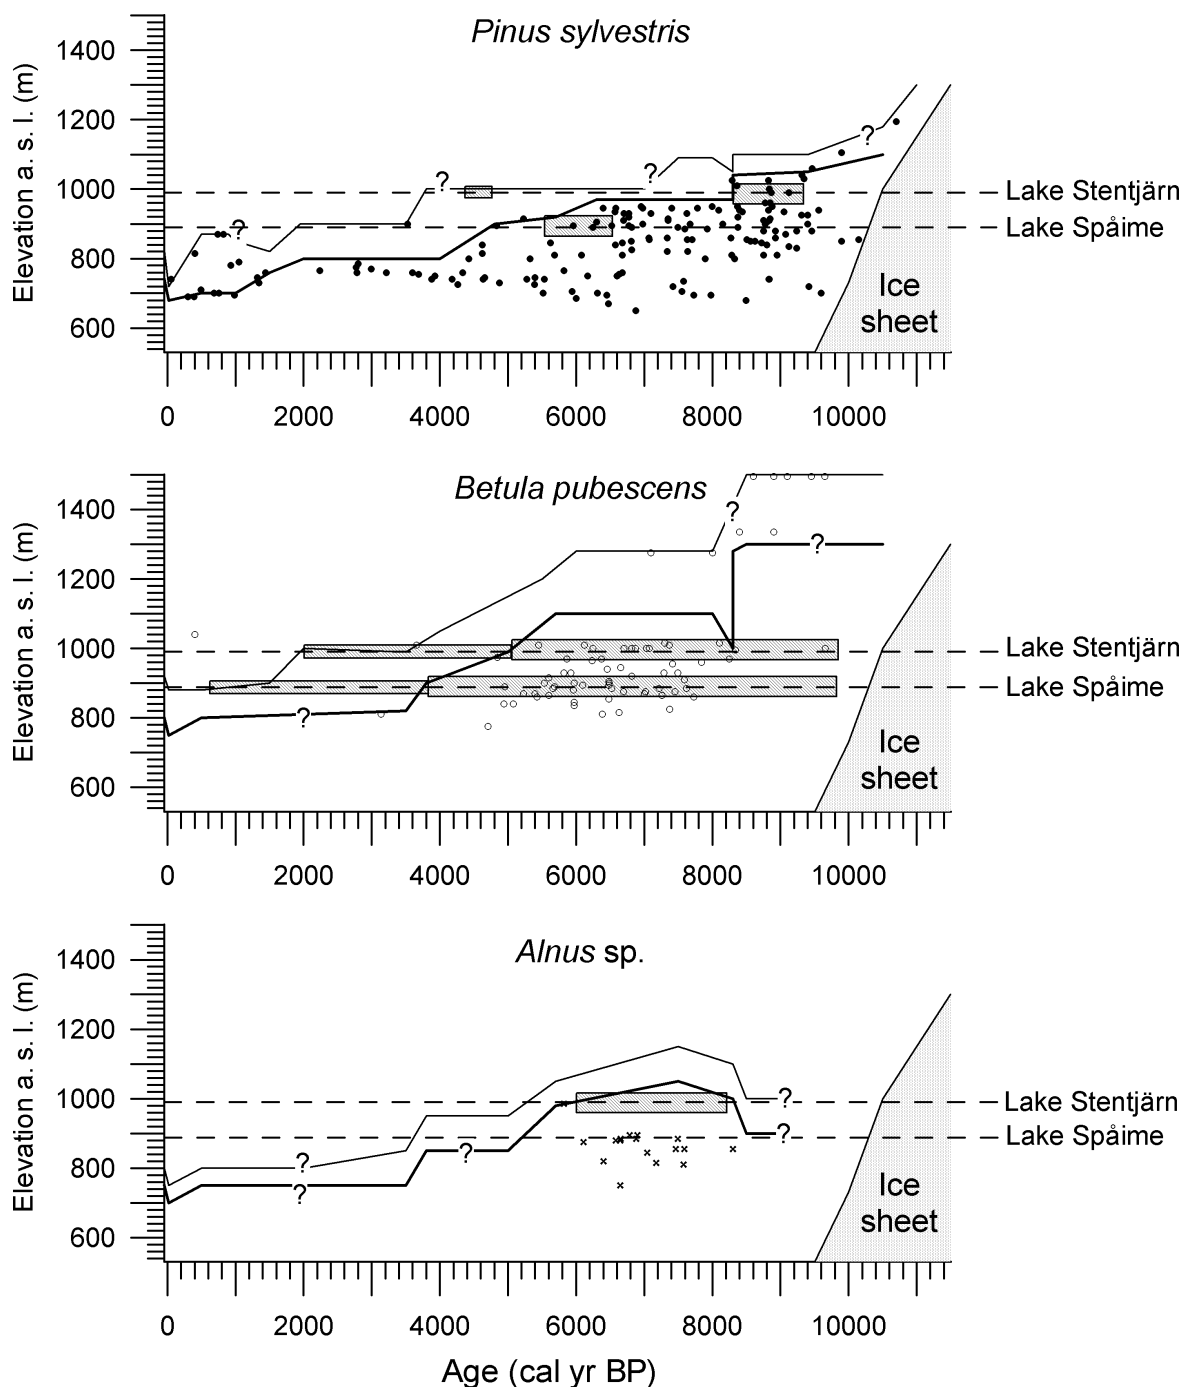 Pinus sylvestris
Elevation a. s. l. (m)
1400
1200
1000
800
600
?
?
?
?
Lake Stentjärn
Lake Spåime
Ice
sheet
0 2000 4000 6000 8000 10000
Betula pubescens
Elevation a. s. l. (m)
1400
1200
1000
800
600
?
?
?
Lake Stentjärn
Lake Spåime
Ice
sheet
0 2000 4000 6000 8000 10000
Alnus sp.
Elevation a. s. l. (m)
1400
1200
1000
800
600
?
?
?
?
?
Lake Stentjärn
Lake Spåime
Ice
sheet
0 2000 4000 6000 8000 10000
Age (cal yr BP)